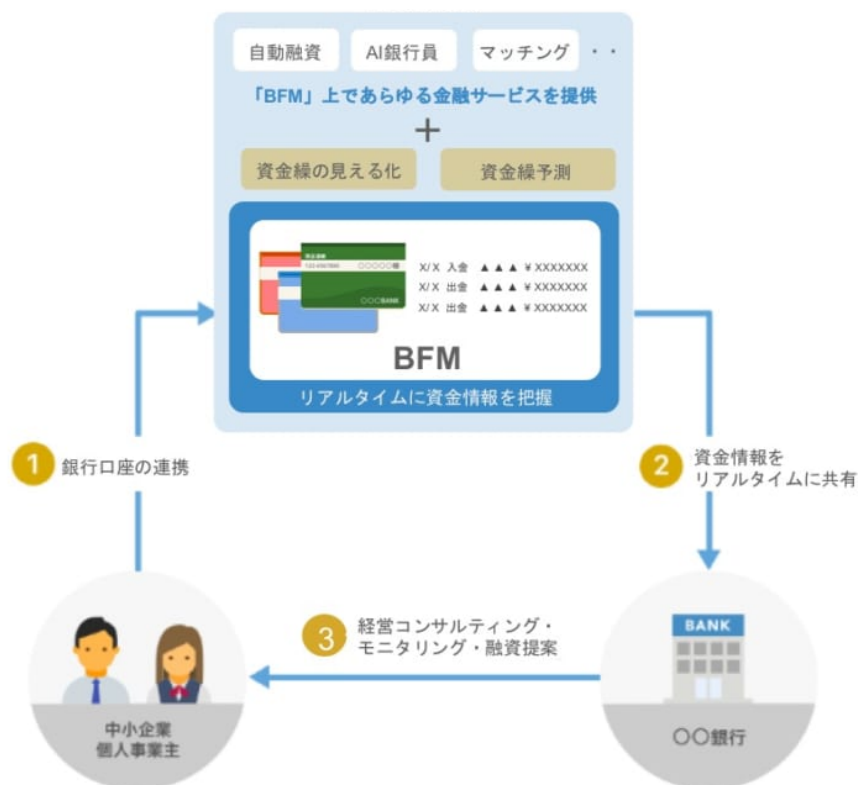 自動融資
AI銀行員
マッチング ・・
「BFM」上であらゆる金融サービスを提供
+
資金繰の見える化
資金繰予測
X/X 入金 ▲ ▲ ▲ ¥ XXXXXXX
X/X 出金 ▲ ▲ ▲ ¥ XXXXXXX
X/X 出金 ▲ ▲ ▲ ¥ XXXXXXX
〇〇〇BANK
BFM
リアルタイムに資金情報を把握
1 銀行口座の連携
2 資金情報を
リアルタイムに共有
3 経営コンサルティング・
モニタリング・融資提案
中小企業
個人事業主
BANK
〇〇銀行